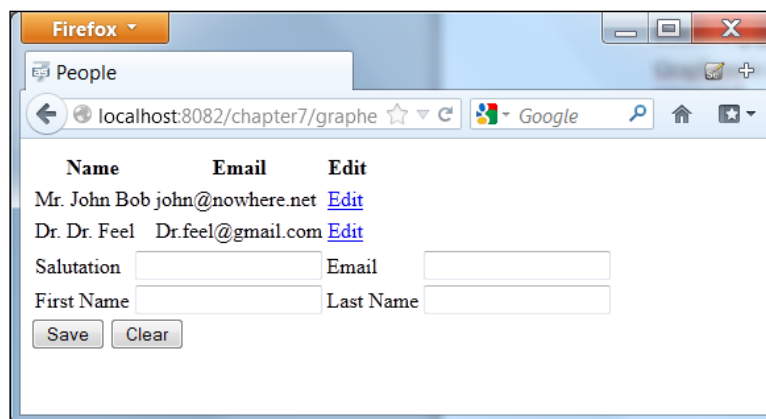 Firefox
People
localhost:8082/chapter7/graphe
Google
Name Email Edit
Mr. John Bob john@nowhere.net Edit
Dr. Dr. Feel Dr.feel@gmail.com Edit
Salutation Email
First Name Last Name
Save Clear